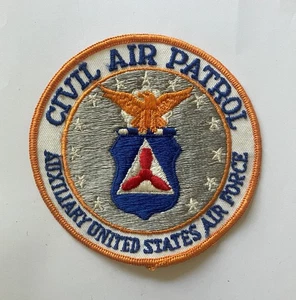 CIVIL AIR PATROL
AUXILIARY UNITED STATES AIR FORCE